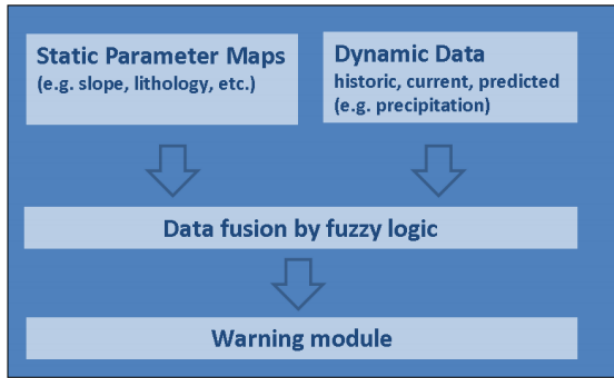 Static Parameter Maps
(e.g. slope, lithology, etc.)
Dynamic Data
historic, current, predicted
(e.g. precipitation)
Data fusion by fuzzy logic
Warning module